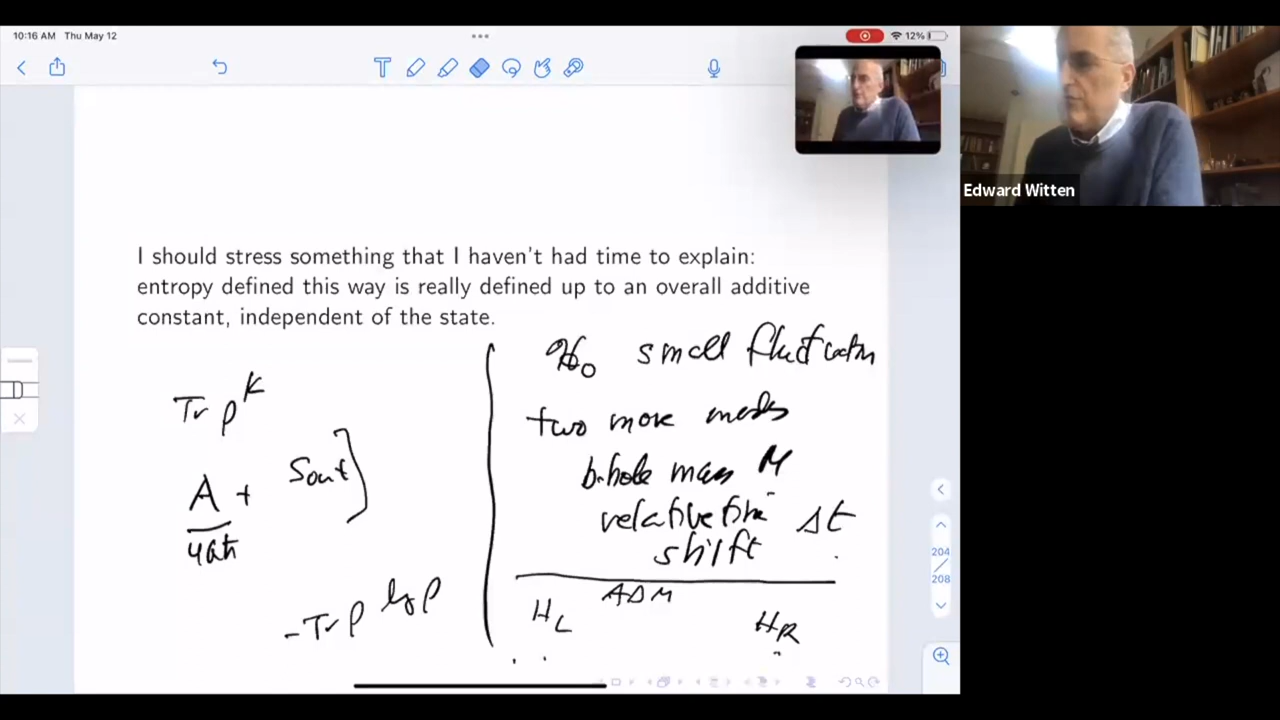 10:16 AM Thu May 12
12%
Edward Witten
I should stress something that I haven't had time to explain:
entropy defined this way is really defined up to an overall additive
constant, independent of the state.
Tr ρ^K
A/4Għ + Sout]
-Tr ρ log ρ
ℋ₀ small fluctuation
two more modes
b.hole mass M
relative time Δt
shift
ADM
H_L H_R
204
/
208